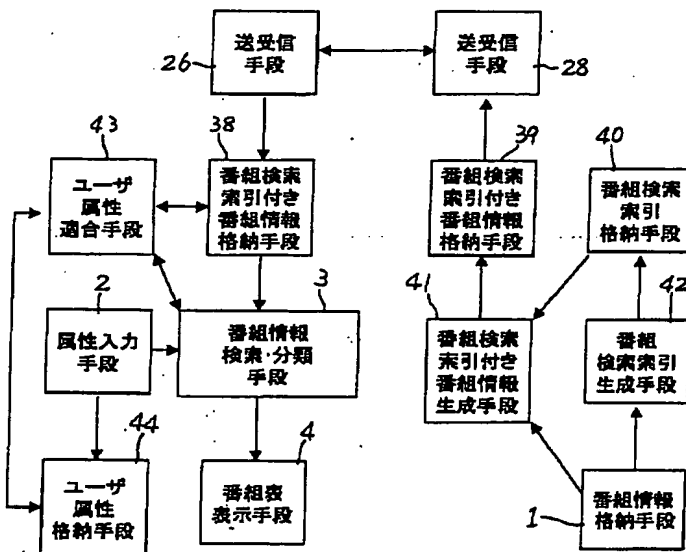 送受信
手段
26
送受信
手段
28
43
ユーザ
属性
適合手段
38
番組検索
索引付き
番組情報
格納手段
39
番組検索
索引付き
番組情報
格納手段
40
番組検索
索引
格納手段
2
属性入力
手段
3
番組情報
検索・分類
手段
41
番組検索
索引付き
番組情報
生成手段
42
番組
検索索引
生成手段
44
ユーザ
属性
格納手段
4
番組表
表示手段
1
番組情報
格納手段